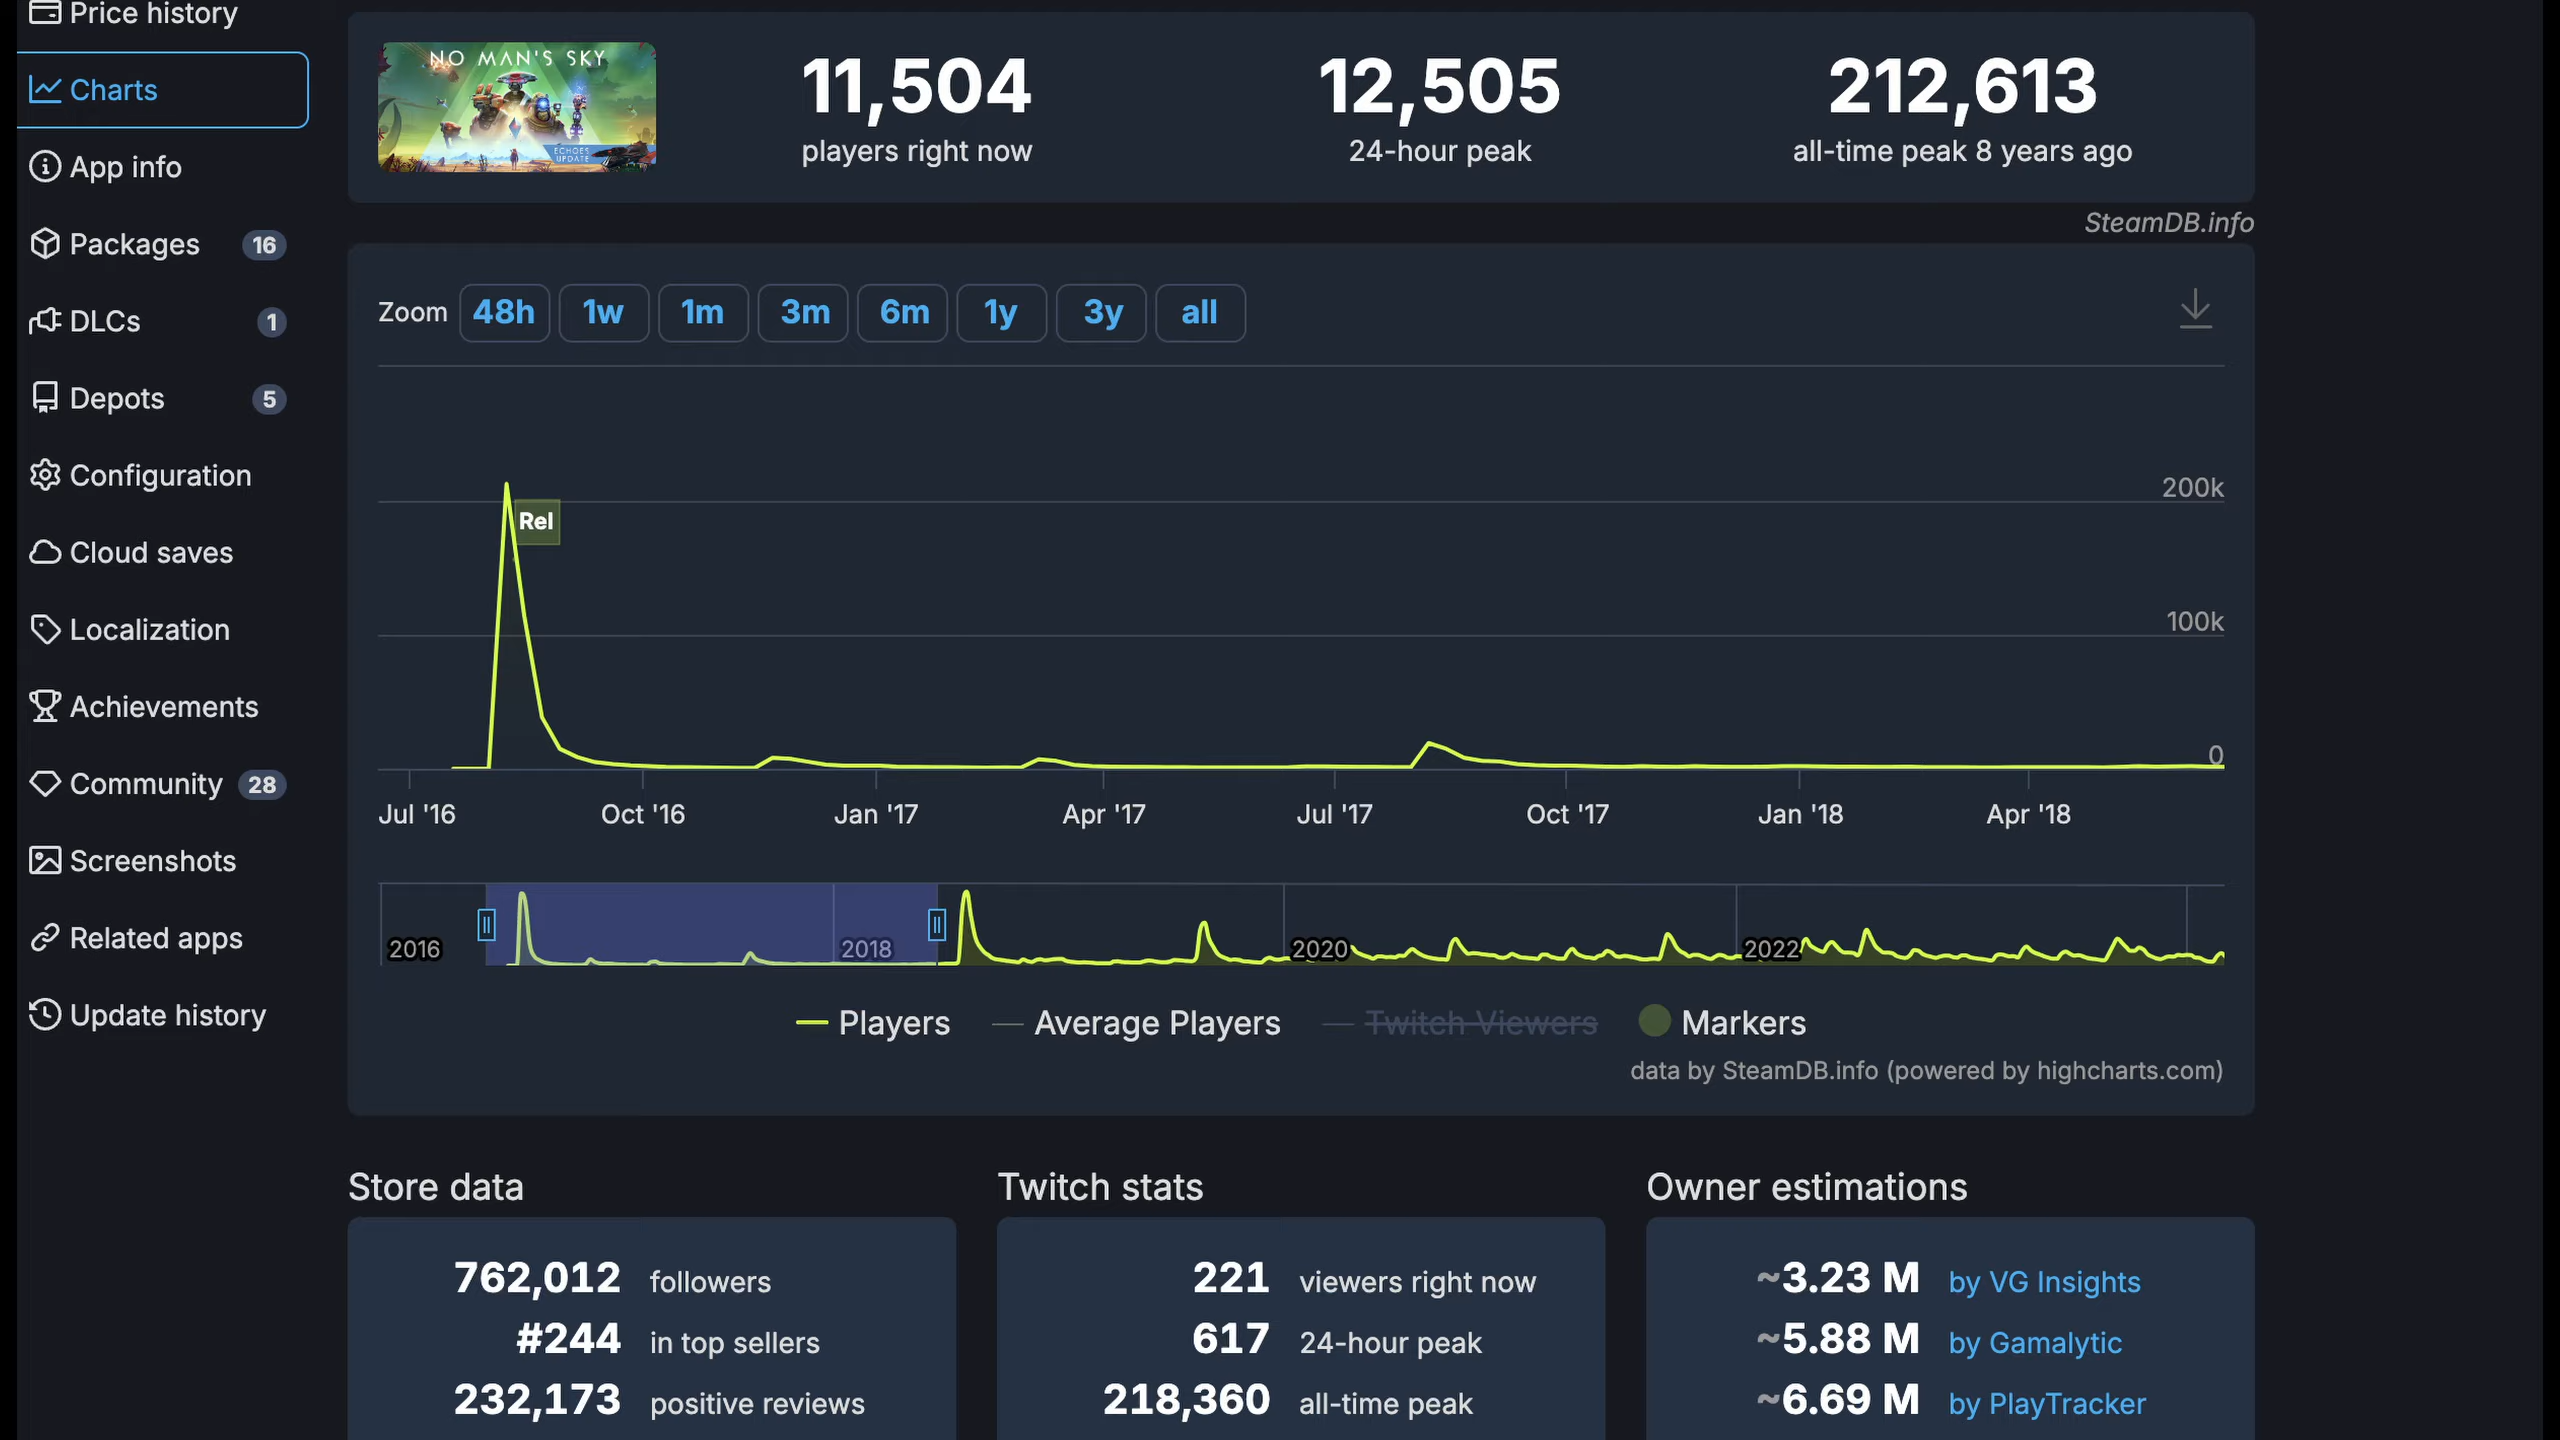 Price history
Charts
App info
Packages 16
DLCs 1
Depots 5
Configuration
Cloud saves
Localization
Achievements
Community 28
Screenshots
Related apps
Update history
NO MAN'S SKY
ECHOES
UPDATE
11,504
players right now
12,505
24-hour peak
212,613
all-time peak 8 years ago
SteamDB.info
Zoom 48h 1w 1m 3m 6m 1y 3y all
Rel
200k
100k
0
Jul '16 Oct '16 Jan '17 Apr '17 Jul '17 Oct '17 Jan '18 Apr '18
2016 2018 2020 2022
Players Average Players Twitch Viewers Markers
data by SteamDB.info (powered by highcharts.com)
Store data
762,012 followers
#244 in top sellers
232,173 positive reviews
Twitch stats
221 viewers right now
617 24-hour peak
218,360 all-time peak
Owner estimations
~3.23 M by VG Insights
~5.88 M by Gamalytic
~6.69 M by PlayTracker